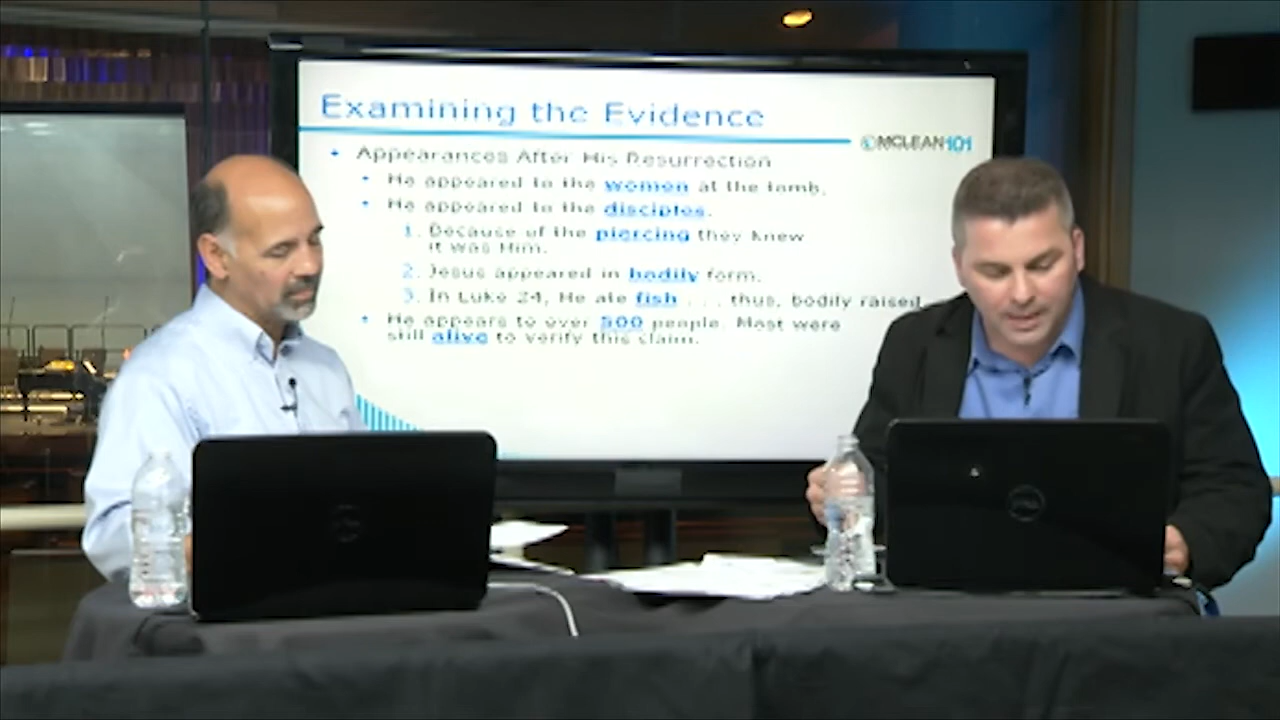 Examining the Evidence
MCLEAN101
• Appearances After His Resurrection
• He appeared to the women at the tomb.
• He appeared to the disciples.
1. Because of the piercing they knew
it was Him.
2. Jesus appeared in bodily form.
3. In Luke 24, He ate fish . . . thus, bodily raised
• He appears to over 500 people. Most were
still alive to verify this claim.
DELL